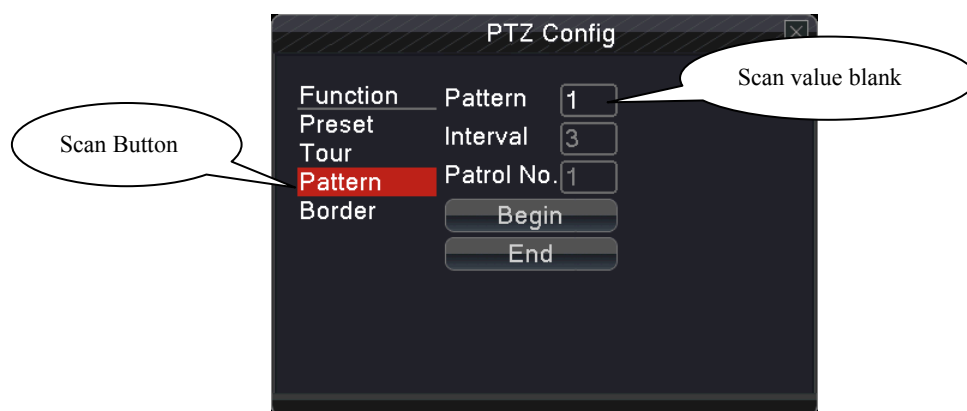 PTZ Config
Scan value blank
Function
Pattern 1
Preset
Interval 3
Scan Button
Tour
Pattern
Patrol No. 1
Border
Begin
End